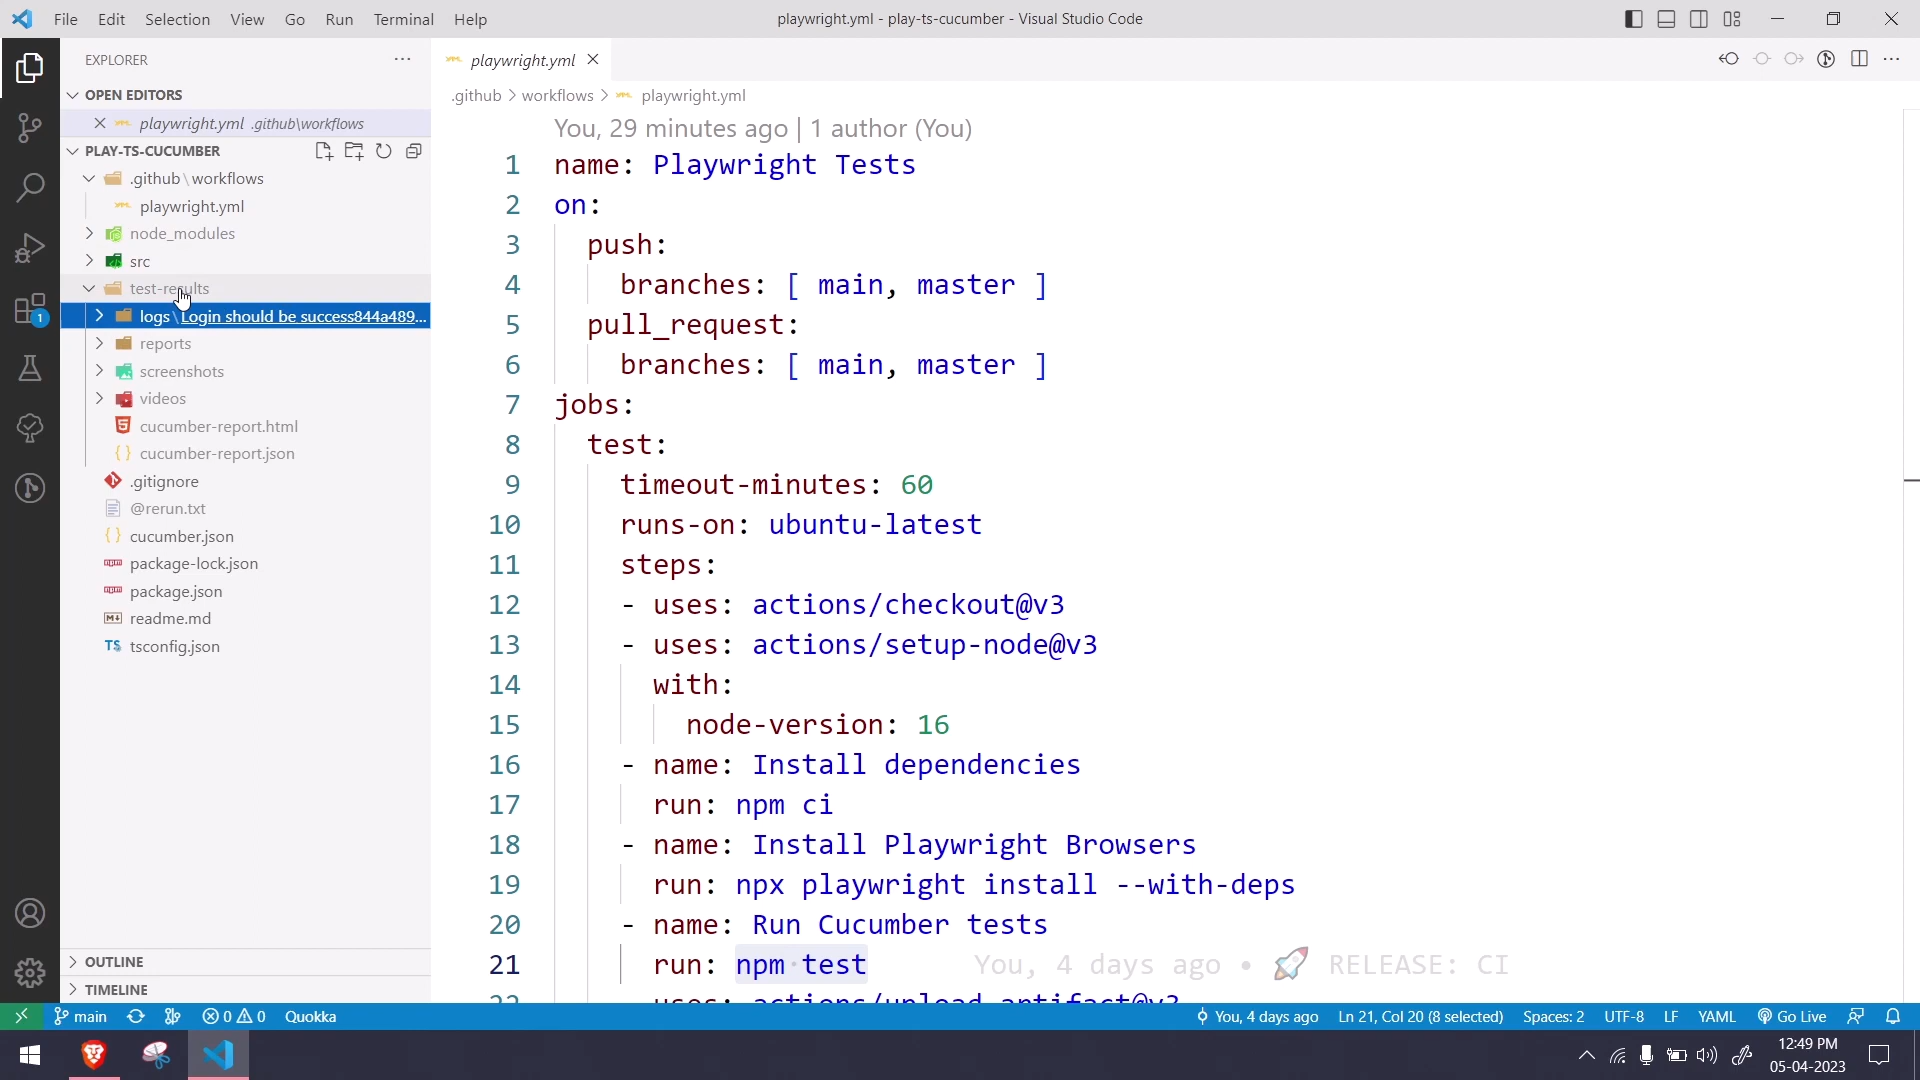 File Edit Selection View Go Run Terminal Help
playwright.yml - play-ts-cucumber - Visual Studio Code
EXPLORER
OPEN EDITORS
playwright.yml .github\workflows
PLAY-TS-CUCUMBER
.github\workflows
playwright.yml
node_modules
src
test-results
logs\Login should be success844a489...
reports
screenshots
videos
cucumber-report.html
cucumber-report.json
.gitignore
@rerun.txt
cucumber.json
package-lock.json
package.json
readme.md
TS tsconfig.json
OUTLINE
TIMELINE
1
playwright.yml
.github > workflows > playwright.yml
You, 29 minutes ago | 1 author (You)
1 name: Playwright Tests
2 on:
3 push:
4 branches: [ main, master ]
5 pull_request:
6 branches: [ main, master ]
7 jobs:
8 test:
9 timeout-minutes: 60
10 runs-on: ubuntu-latest
11 steps:
12 - uses: actions/checkout@v3
13 - uses: actions/setup-node@v3
14 with:
15 node-version: 16
16 - name: Install dependencies
17 run: npm ci
18 - name: Install Playwright Browsers
19 run: npx playwright install --with-deps
20 - name: Run Cucumber tests
21 run: npm·test You, 4 days ago • 🚀 RELEASE: CI
22 uses: actions/upload-artifact@v3
main 0 0 Quokka
You, 4 days ago Ln 21, Col 20 (8 selected) Spaces: 2 UTF-8 LF YAML Go Live
12:49 PM
05-04-2023